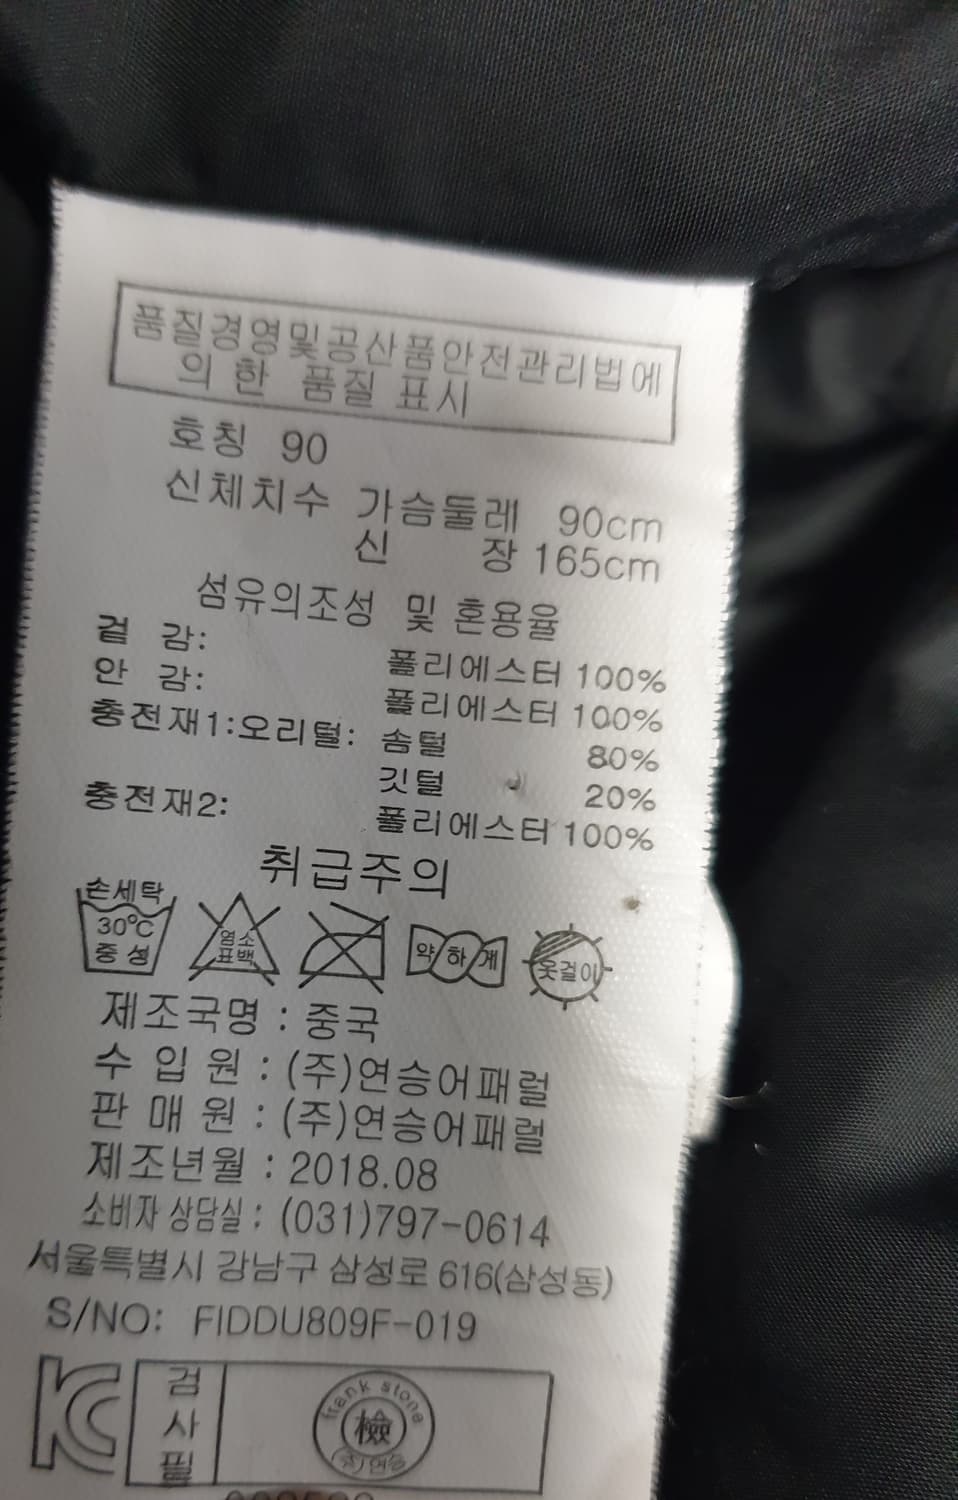 품질경영및공산품안전관리법에
의 한 품질 표시
호칭 90
신체치수 가슴둘레 90cm
신 장 165cm
섬유의조성 및 혼용율
겉 감: 폴리에스터 100%
안 감: 폴리에스터 100%
충전재1:오리털: 솜털 80%
깃털 20%
충전재2: 폴리에스터 100%
취급주의
손세탁
30℃
중성
염소
표백
약하게
옷걸이
제조국명 : 중국
수 입 원 : (주)연승어패럴
판 매 원 : (주)연승어패럴
제조년월 : 2018.08
소비자 상담실 : (031)797-0614
서울특별시 강남구 삼성로 616(삼성동)
S/NO: FIDDU809F-019
KC
검사필
frank stone
檢
(주)연승